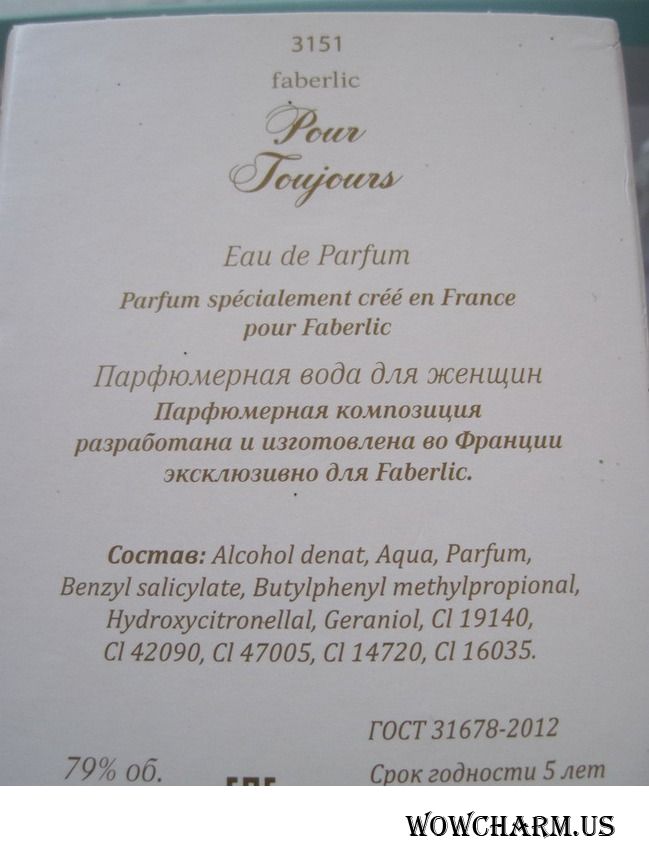 3151
faberlic
Pour
Toujours
Eau de Parfum
Parfum spécialement créé en France
pour Faberlic
Парфюмерная вода для женщин
Парфюмерная композиция
разработана и изготовлена во Франции
эксклюзивно для Faberlic.
Состав: Alcohol denat, Aqua, Parfum,
Benzyl salicylate, Butylphenyl methylpropional,
Hydroxycitronellal, Geraniol, Cl 19140,
Cl 42090, Cl 47005, Cl 14720, Cl 16035.
ГОСТ 31678-2012
79% об.
Срок годности 5 лет
WOWCHARM.US